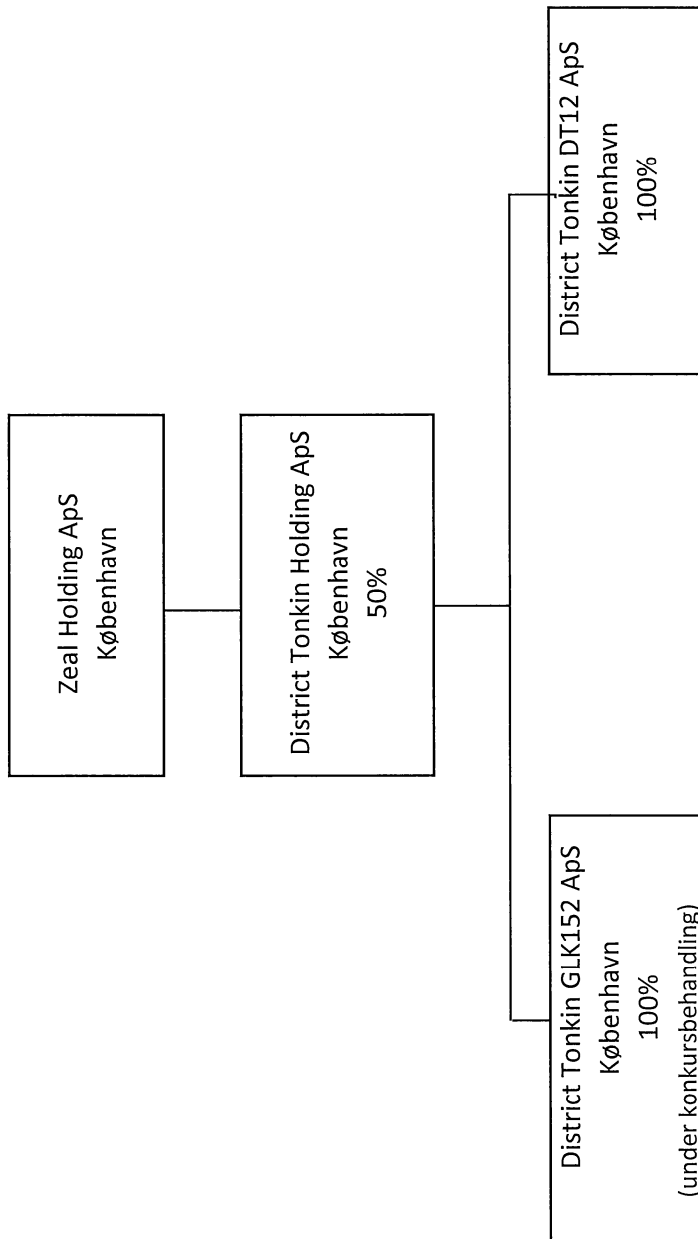 Zeal Holding ApS
København
District Tonkin Holding ApS
København
50%
District Tonkin GLK152 ApS
København
100%
(under konkursbehandling)
District Tonkin DT12 ApS
København
100%